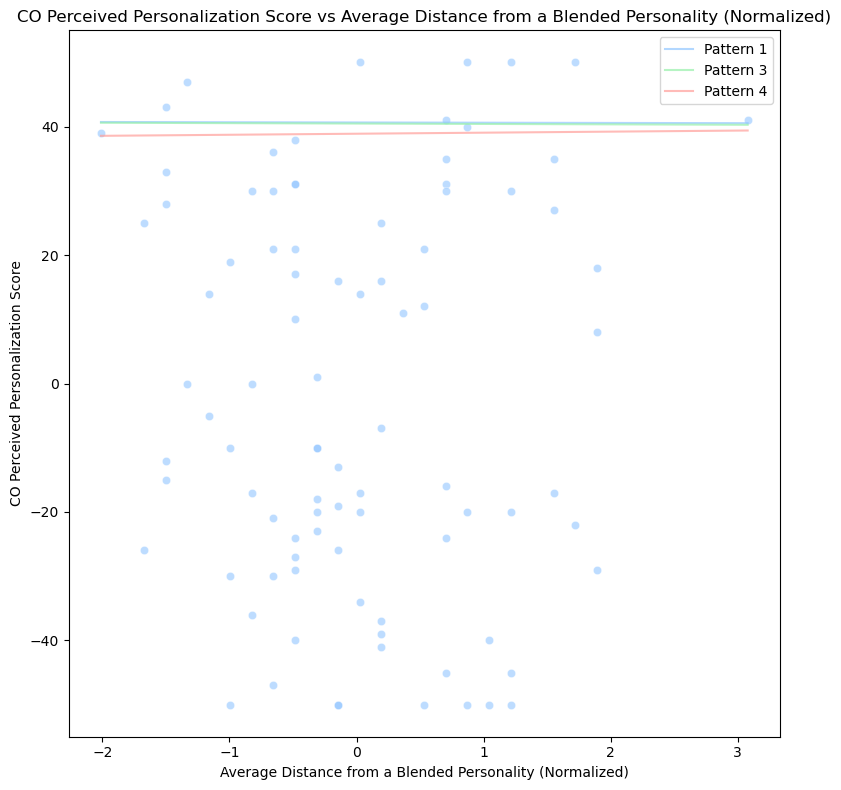 CO Perceived Personalization Score vs Average Distance from a Blended Personality (Normalized)
Pattern 1
Pattern 3
Pattern 4
CO Perceived Personalization Score
40
20
0
−20
−40
−2
−1
0
1
2
3
Average Distance from a Blended Personality (Normalized)